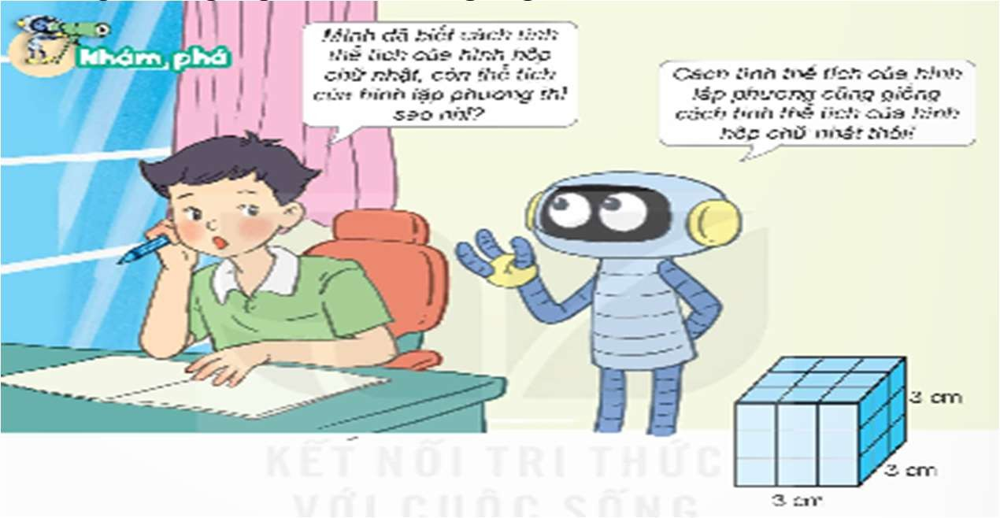 Khám phá
Mình đã biết cách tính
thể tích của hình hộp
chữ nhật, còn thể tích
của hình lập phương thì
sao nhỉ?
Cách tính thể tích của hình
lập phương cũng giống
cách tính thể tích của hình
hộp chữ nhật thôi!
3 cm
3 cm
3 cm
KẾT NỐI TRI THỨC
VỚI CUỘC SỐNG